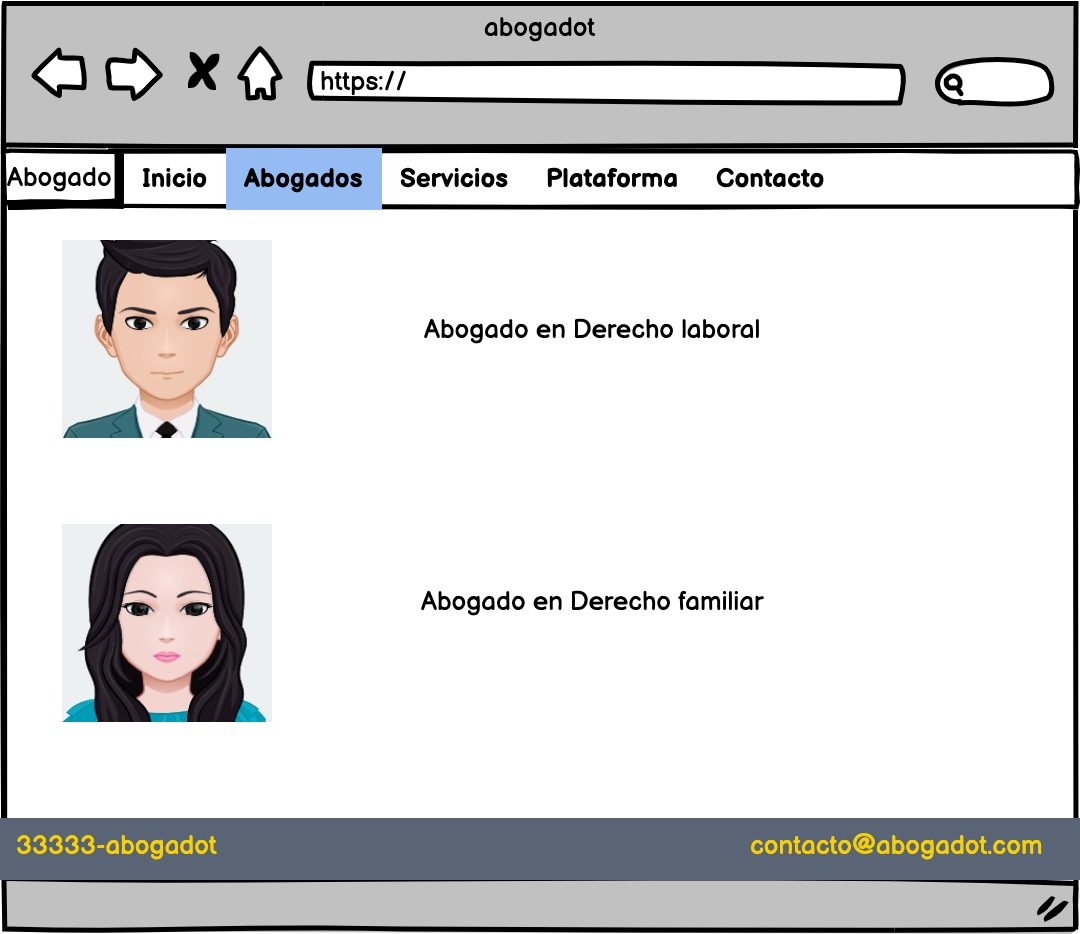 abogadot
https://
Abogado Inicio Abogados Servicios Plataforma Contacto
Abogado en Derecho laboral
Abogado en Derecho familiar
33333-abogadot contacto@abogadot.com